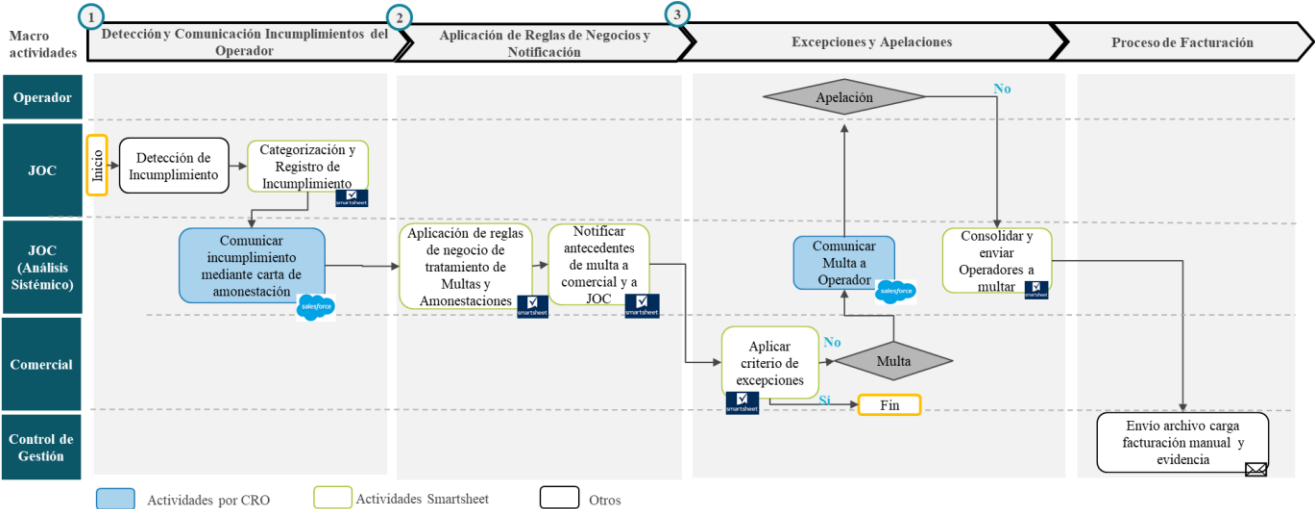 Macro
actividades
1
Detección y Comunicación Incumplimientos del
Operador
2
Aplicación de Reglas de Negocios y
Notificación
3
Excepciones y Apelaciones
Proceso de Facturación
Operador
Apelación
No
JOC
Inicio
Detección de
Incumplimiento
Categorización y
Registro de
Incumplimiento
smartsheet
JOC
(Análisis
Sistémico)
Comunicar
incumplimiento
mediante carta de
amonestación
salesforce
Aplicación de reglas
de negocio de
tratamiento de
Multas y
Amonestaciones
smartsheet
Notificar
antecedentes
de multa a
comercial y a
JOC
smartsheet
Comunicar
Multa a
Operador
salesforce
Consolidar y
enviar
Operadores a
multar
smartsheet
Comercial
Aplicar
criterio de
excepciones
smartsheet
No
Multa
Si
Fin
Control de
Gestión
Envío archivo carga
facturación manual y
evidencia
Actividades por CRO
Actividades Smartsheet
Otros